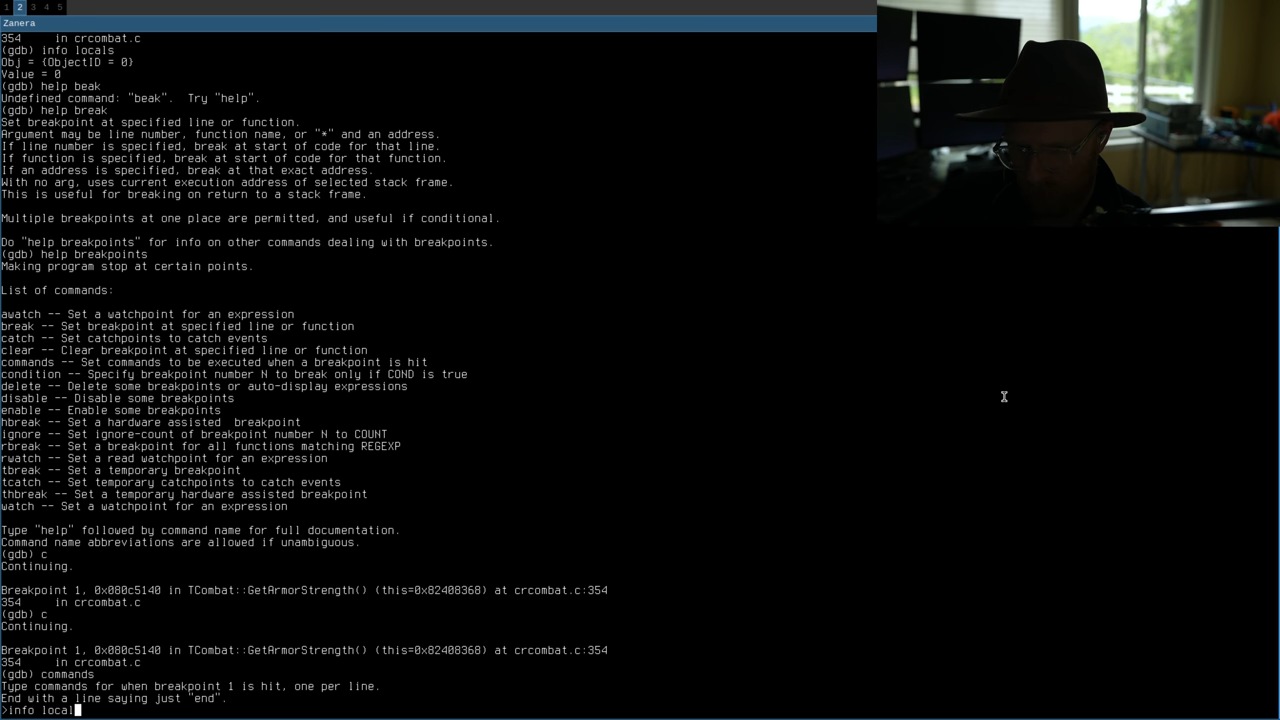 1 2 3 4 5
Zanera
354     in crcombat.c
(gdb) info locals
Obj = {ObjectID = 0}
Value = 0
(gdb) help beak
Undefined command: "beak".  Try "help".
(gdb) help break
Set breakpoint at specified line or function.
Argument may be line number, function name, or "*" and an address.
If line number is specified, break at start of code for that line.
If function is specified, break at start of code for that function.
If an address is specified, break at that exact address.
With no arg, uses current execution address of selected stack frame.
This is useful for breaking on return to a stack frame.
Multiple breakpoints at one place are permitted, and useful if conditional.
Do "help breakpoints" for info on other commands dealing with breakpoints.
(gdb) help breakpoints
Making program stop at certain points.
List of commands:
awatch -- Set a watchpoint for an expression
break -- Set breakpoint at specified line or function
catch -- Set catchpoints to catch events
clear -- Clear breakpoint at specified line or function
commands -- Set commands to be executed when a breakpoint is hit
condition -- Specify breakpoint number N to break only if COND is true
delete -- Delete some breakpoints or auto-display expressions
disable -- Disable some breakpoints
enable -- Enable some breakpoints
hbreak -- Set a hardware assisted  breakpoint
ignore -- Set ignore-count of breakpoint number N to COUNT
rbreak -- Set a breakpoint for all functions matching REGEXP
rwatch -- Set a read watchpoint for an expression
tbreak -- Set a temporary breakpoint
tcatch -- Set temporary catchpoints to catch events
thbreak -- Set a temporary hardware assisted breakpoint
watch -- Set a watchpoint for an expression
Type "help" followed by command name for full documentation.
Command name abbreviations are allowed if unambiguous.
(gdb) c
Continuing.
Breakpoint 1, 0x080c5140 in TCombat::GetArmorStrength() (this=0x82408368) at crcombat.c:354
354     in crcombat.c
(gdb) c
Continuing.
Breakpoint 1, 0x080c5140 in TCombat::GetArmorStrength() (this=0x82408368) at crcombat.c:354
354     in crcombat.c
(gdb) commands
Type commands for when breakpoint 1 is hit, one per line.
End with a line saying just "end".
>info local